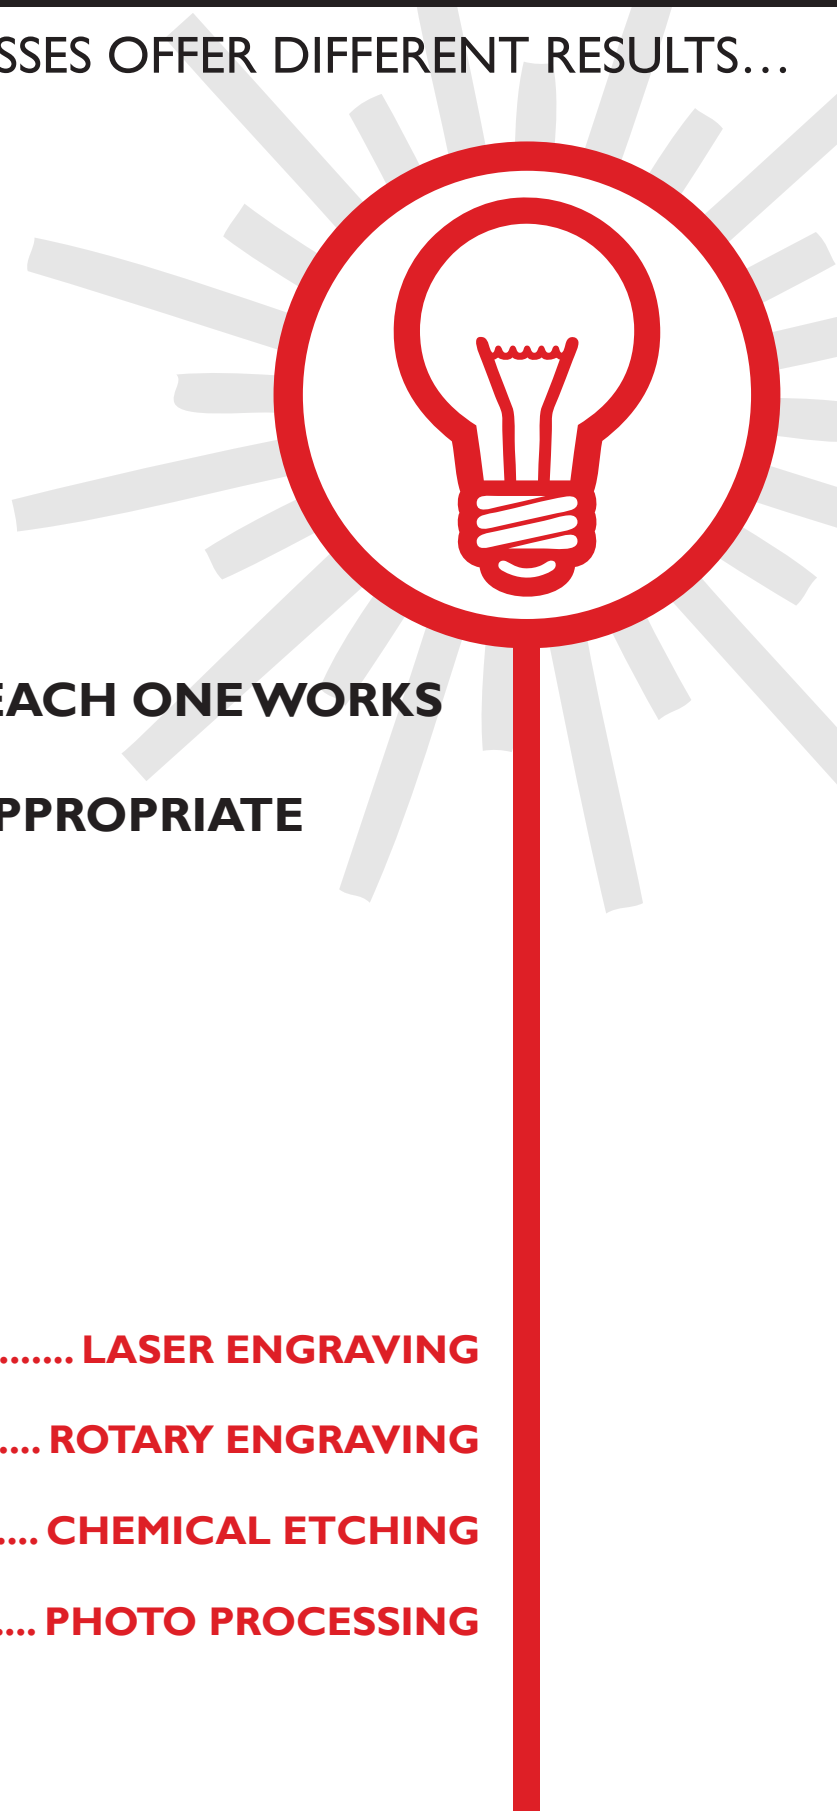 SSES OFFER DIFFERENT RESULTS…
EACH ONE WORKS
PPROPRIATE
....... LASER ENGRAVING
.... ROTARY ENGRAVING
.... CHEMICAL ETCHING
.... PHOTO PROCESSING